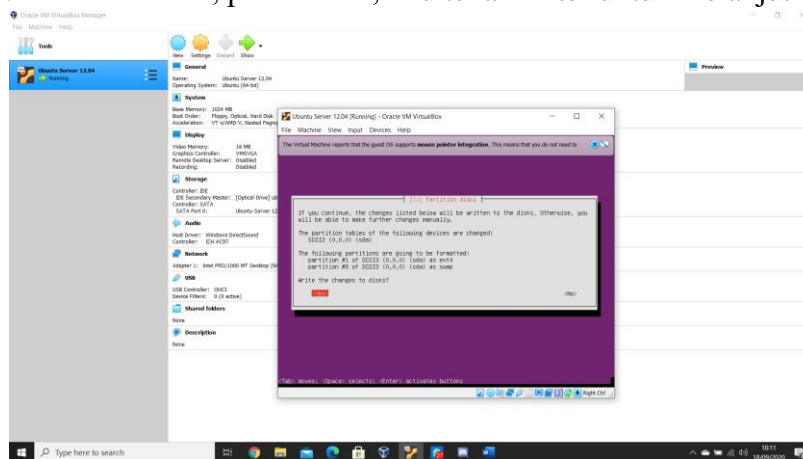 Oracle VM VirtualBox Manager
File Machine Help
Tools
New Settings Discard Show
Ubuntu Server 12.04
Running
General
Name: Ubuntu Server 12.04
Operating System: Ubuntu (64-bit)
System
Base Memory: 1024 MB
Boot Order: Floppy, Optical, Hard Disk
Acceleration: VT-x/AMD-V, Nested Paging
Display
Video Memory: 16 MB
Graphics Controller: VMSVGA
Remote Desktop Server: Disabled
Recording: Disabled
Storage
Controller: IDE
IDE Secondary Master: [Optical Drive]
Controller: SATA
SATA Port 0: Ubuntu Server 12
Audio
Host Driver: Windows DirectSound
Controller: ICH AC97
Network
Adapter 1: Intel PRO/1000 MT Desktop
USB
USB Controller: OHCI
Device Filters: 0 (0 active)
Shared folders
None
Description
None
Preview
Ubuntu Server 12.04 [Running] - Oracle VM VirtualBox
File Machine View Input Devices Help
The Virtual Machine reports that the guest OS supports mouse pointer integration. This means that you do not need to
[!!] Partition disks
If you continue, the changes listed below will be written to the disks. Otherwise, you
will be able to make further changes manually.
The partition tables of the following devices are changed:
SCSI3 (0,0,0) (sda)
The following partitions are going to be formatted:
partition #1 of SCSI3 (0,0,0) (sda) as ext4
partition #5 of SCSI3 (0,0,0) (sda) as swap
Write the changes to disks?
<Yes> <No>
<Tab> moves; <Space> selects; <Enter> activates buttons
Right Ctrl
Type here to search
18:11
18/09/2020